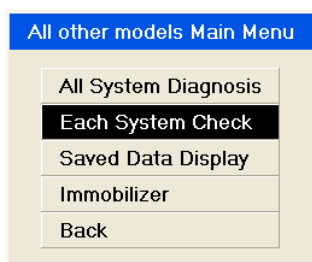 All other models Main Menu
All System Diagnosis
Each System Check
Saved Data Display
Immobilizer
Back